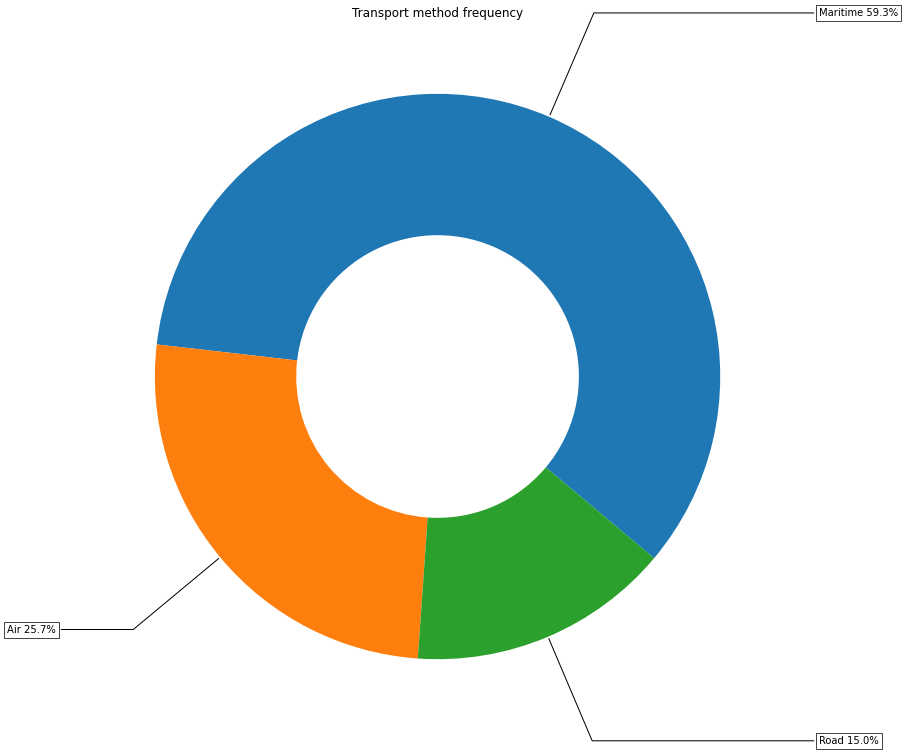 Transport method frequency
Maritime 59.3%
Air 25.7%
Road 15.0%